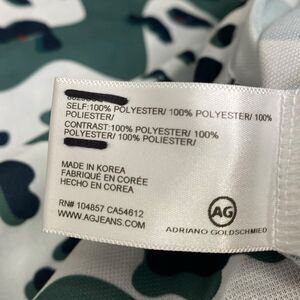 SELF:100% POLYESTER/ 100% POLYESTER/ 100%
POLIESTER/
CONTRAST:100% POLYESTER/ 100%
POLYESTER/ POLIESTER/
MADE IN KOREA
FABRIQUÉ EN CORÉE
HECHO EN COREA
RN# 104857 CA54612
WWW.AGJEANS.COM
AG
ADRIANO GOLDSCHMIED